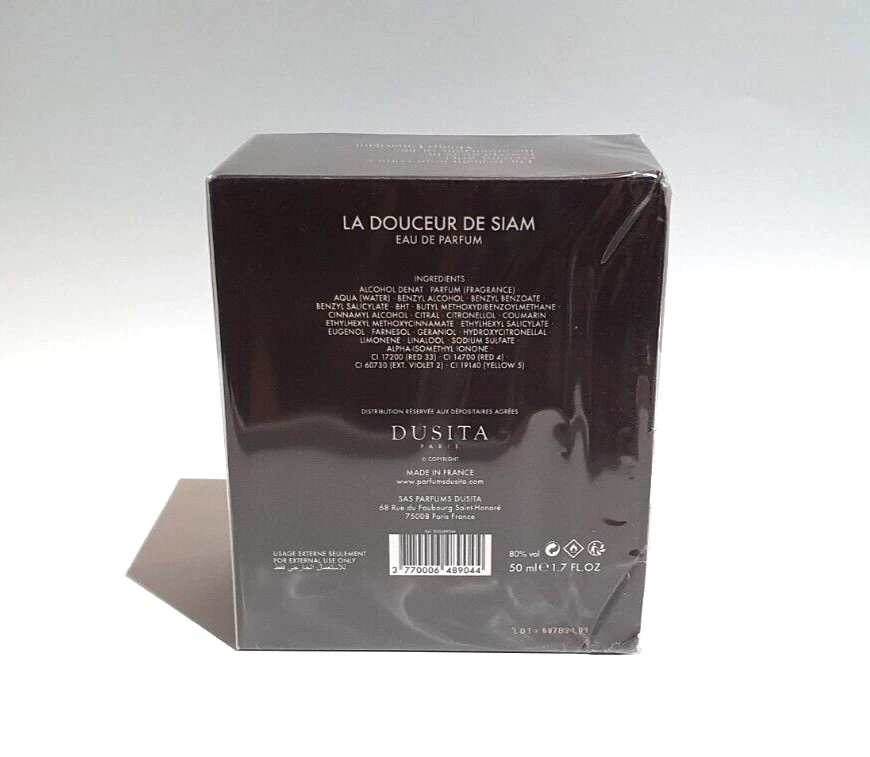 LA DOUCEUR DE SIAM
EAU DE PARFUM
INGREDIENTS
ALCOHOL DENAT · PARFUM (FRAGRANCE)
AQUA (WATER) · BENZYL ALCOHOL · BENZYL BENZOATE ·
BENZYL SALICYLATE · BHT · BUTYL METHOXYDIBENZOYLMETHANE ·
CINNAMYL ALCOHOL · CITRAL · CITRONELLOL · COUMARIN ·
ETHYLHEXYL METHOXYCINNAMATE · ETHYLHEXYL SALICYLATE ·
EUGENOL · FARNESOL · GERANIOL · HYDROXYCITRONELLAL ·
LIMONENE · LINALOOL · SODIUM SULFATE ·
ALPHA-ISOMETHYL IONONE ·
CI 17200 (RED 33) · CI 14700 (RED 4) ·
CI 60730 (EXT. VIOLET 2) · CI 19140 (YELLOW 5)
DISTRIBUTION RÉSERVÉE AUX DÉPOSITAIRES AGRÉÉS
DUSITA
PARIS
© COPYRIGHT
MADE IN FRANCE
www.parfumsdusita.com
SAS PARFUMS DUSITA
68 Rue du Faubourg Saint-Honoré
75008 Paris France
USAGE EXTERNE SEULEMENT
FOR EXTERNAL USE ONLY
للاستعمال الخارجي فقط
3 770006 489044
80% vol
50 ml ℮ 1.7 FL.OZ
LOT: